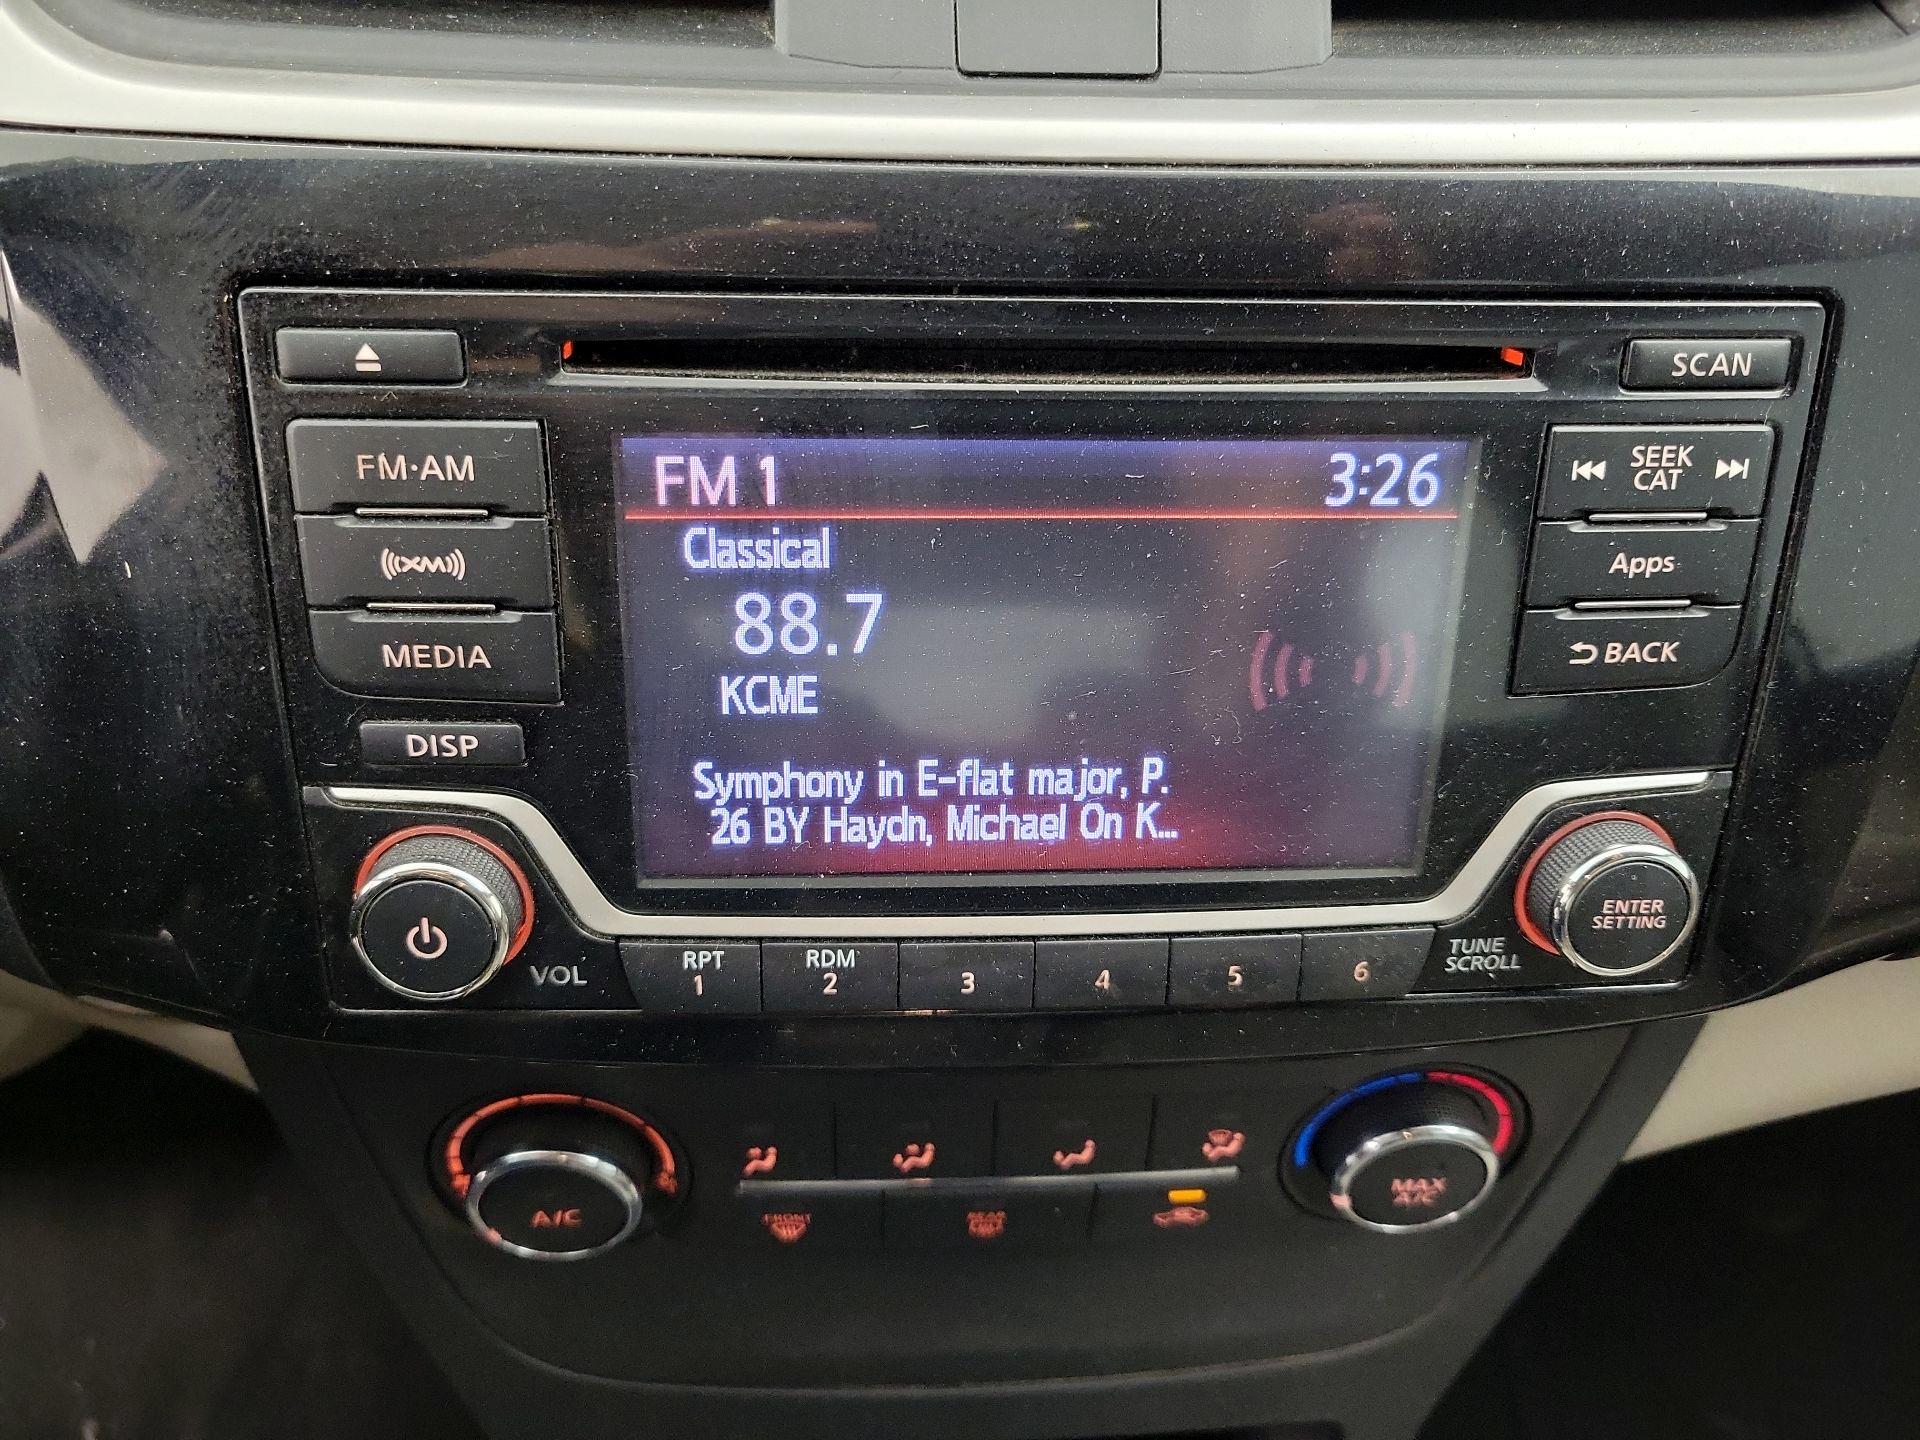 SCAN
FM·AM
XM
MEDIA
DISP
FM 1 3:26
Classical
88.7
KCME
Symphony in E-flat major, P.
26 BY Haydn, Michael On K...
SEEK
CAT
Apps
BACK
VOL
RPT
1
RDM
2
3
4
5
6
TUNE
SCROLL
ENTER
SETTING
A/C
FRONT
REAR
MAX
A/C